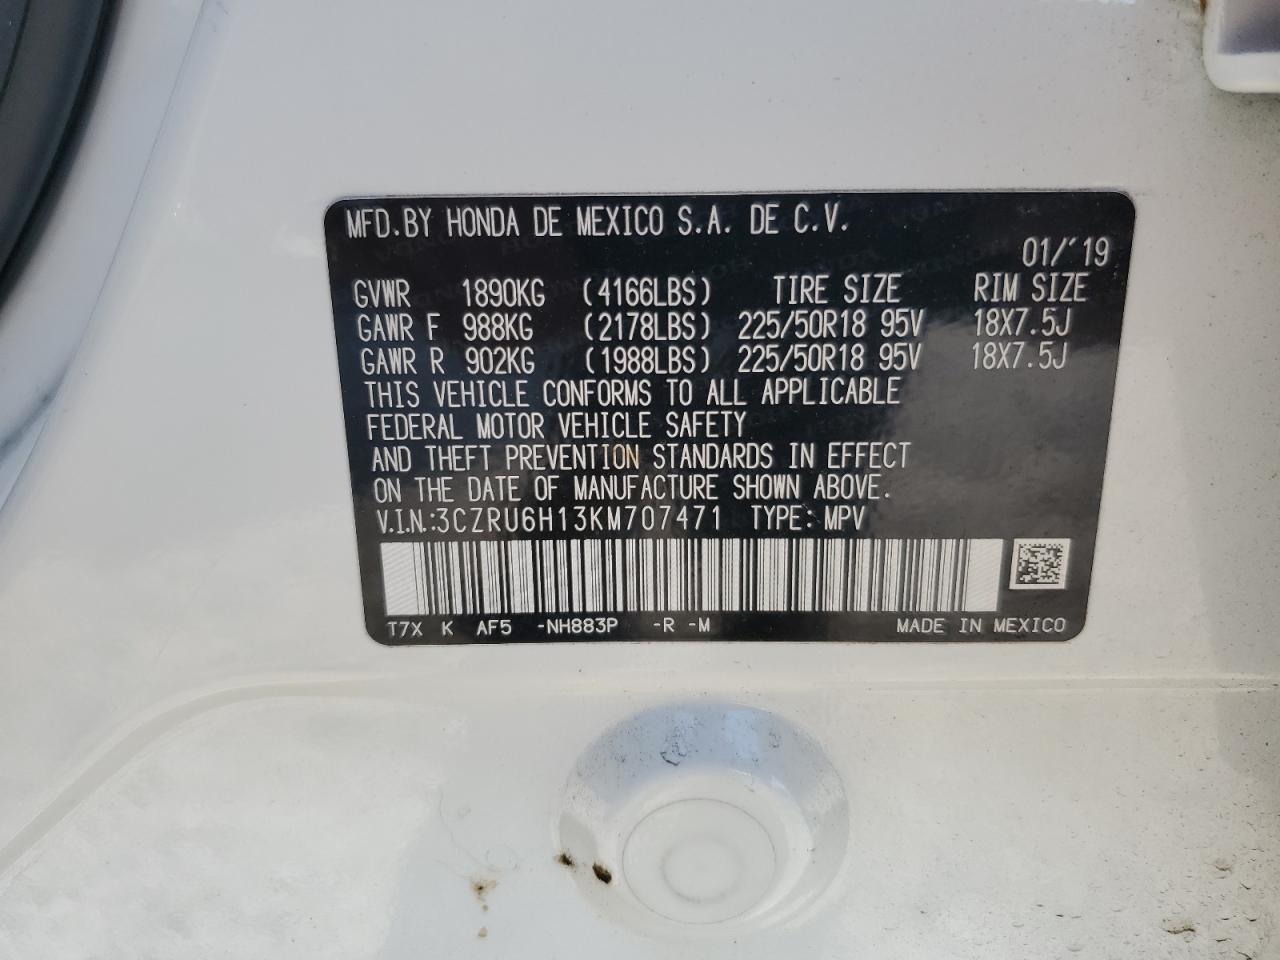 MFD. BY HONDA DE MEXICO S.A. DE C.V.
01/'19
GVWR 1890KG (4166LBS) TIRE SIZE RIM SIZE
GAWR F 988KG (2178LBS) 225/50R18 95V 18X7.5J
GAWR R 902KG (1988LBS) 225/50R18 95V 18X7.5J
THIS VEHICLE CONFORMS TO ALL APPLICABLE
FEDERAL MOTOR VEHICLE SAFETY
AND THEFT PREVENTION STANDARDS IN EFFECT
ON THE DATE OF MANUFACTURE SHOWN ABOVE.
V.I.N.:3CZRU6H13KM707471 TYPE: MPV
T7X K AF5 -NH883P -R -M MADE IN MEXICO